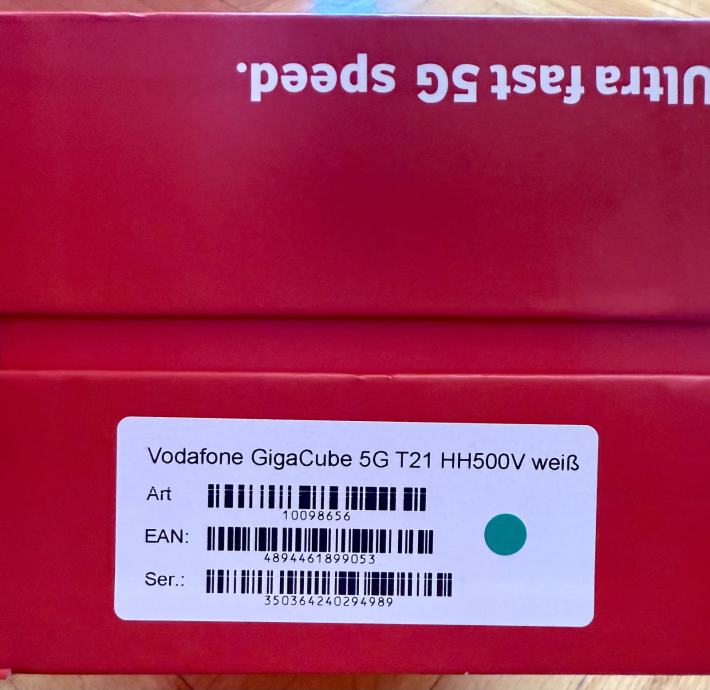 Ultra fast 5G speed.
Vodafone GigaCube 5G T21 HH500V weiß
Art
10098656
EAN:
4894461899053
Ser.:
350364240294989